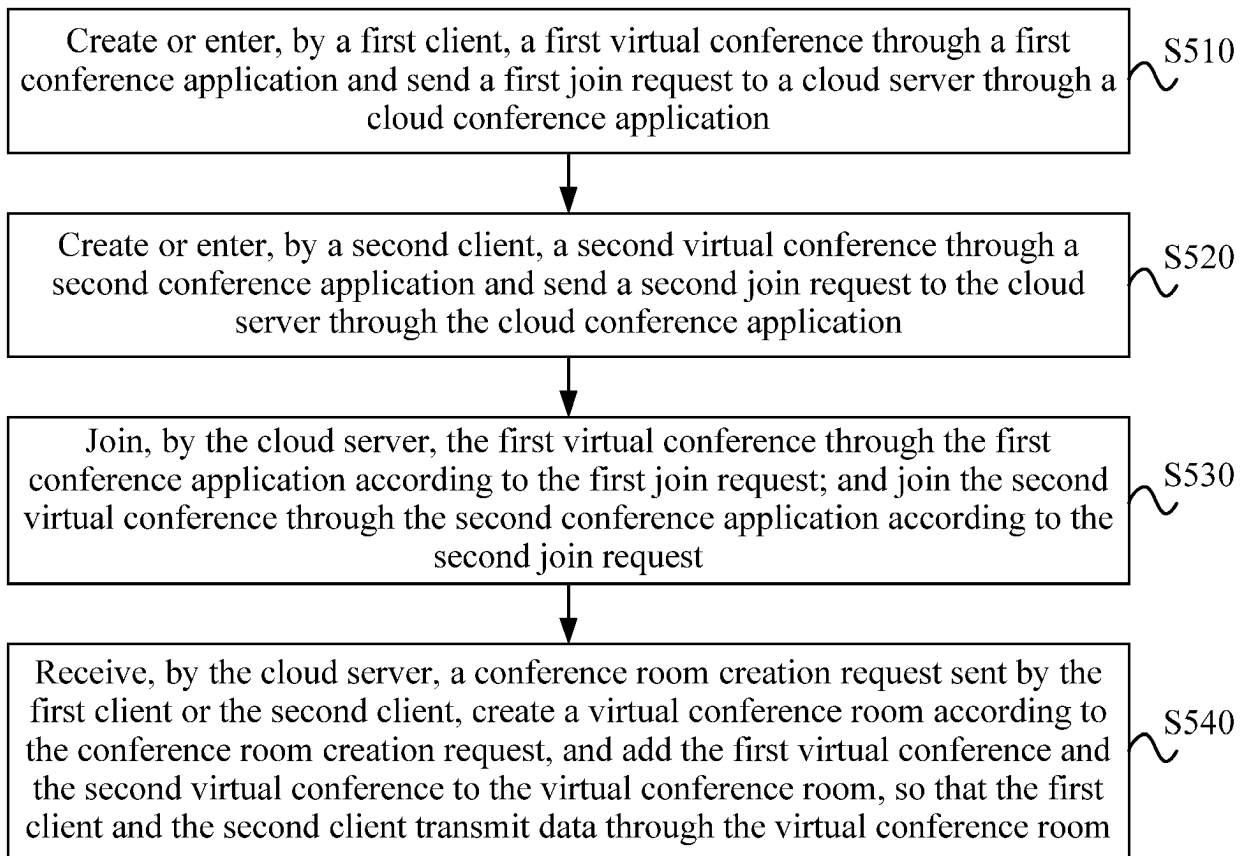 Create or enter, by a first client, a first virtual conference through a first
conference application and send a first join request to a cloud server through a
cloud conference application
S510
Create or enter, by a second client, a second virtual conference through a
second conference application and send a second join request to the cloud
server through the cloud conference application
S520
Join, by the cloud server, the first virtual conference through the first
conference application according to the first join request; and join the second
virtual conference through the second conference application according to the
second join request
S530
Receive, by the cloud server, a conference room creation request sent by the
first client or the second client, create a virtual conference room according to
the conference room creation request, and add the first virtual conference and
the second virtual conference to the virtual conference room, so that the first
client and the second client transmit data through the virtual conference room
S540